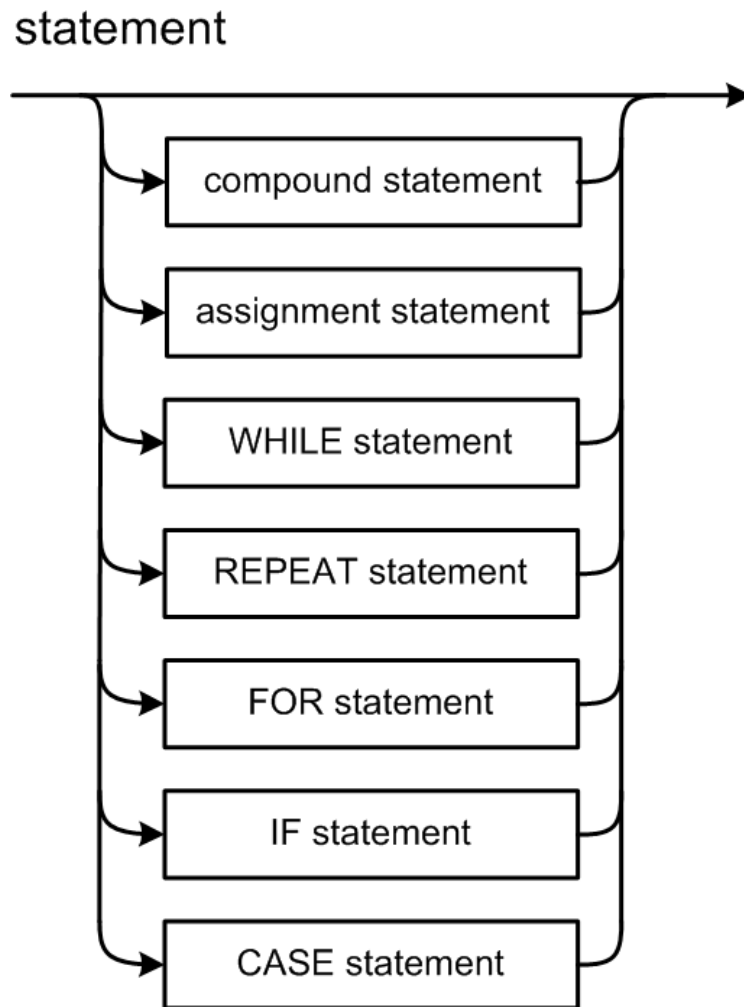 statement
compound statement
assignment statement
WHILE statement
REPEAT statement
FOR statement
IF statement
CASE statement